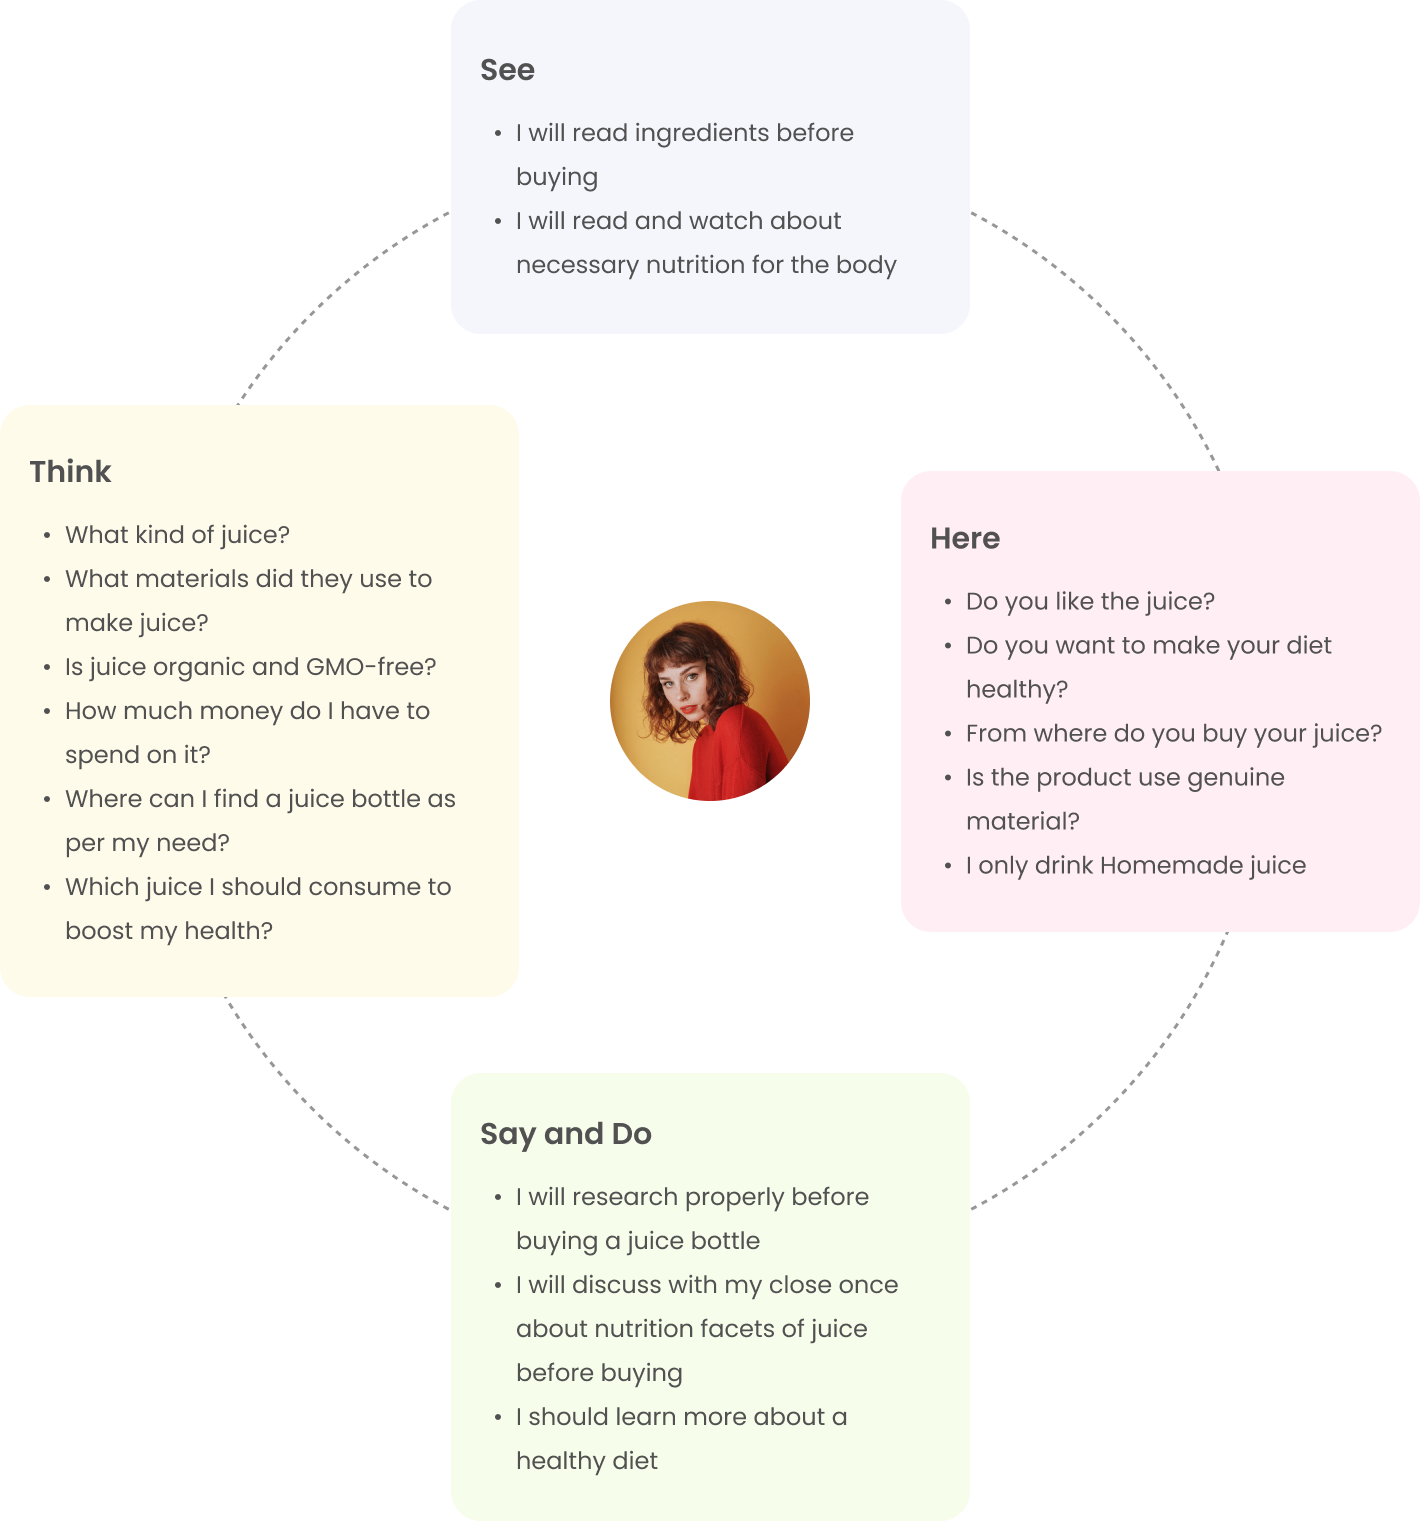 See
• I will read ingredients before
buying
• I will read and watch about
necessary nutrition for the body
Think
• What kind of juice?
• What materials did they use to
make juice?
• Is juice organic and GMO-free?
• How much money do I have to
spend on it?
• Where can I find a juice bottle as
per my need?
• Which juice I should consume to
boost my health?
Here
• Do you like the juice?
• Do you want to make your diet
healthy?
• From where do you buy your juice?
• Is the product use genuine
material?
• I only drink Homemade juice
Say and Do
• I will research properly before
buying a juice bottle
• I will discuss with my close once
about nutrition facets of juice
before buying
• I should learn more about a
healthy diet